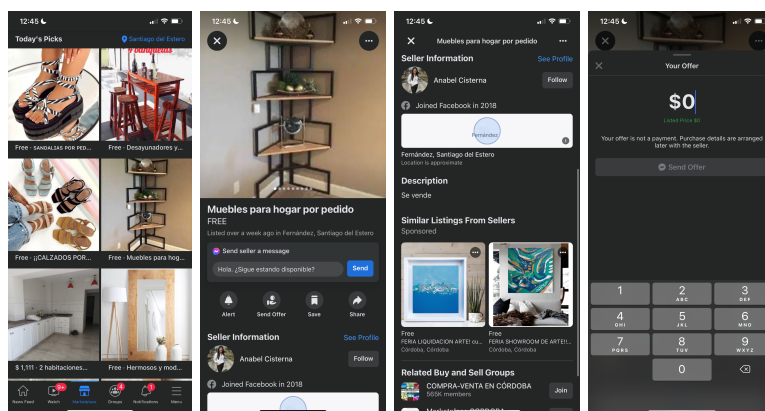 12:45
Today's Picks
Santiago del Estero
Free · SANDALIAS POR PED...
Free · Desayunadores y...
Free · ¡¡CALZADOS POR...
Free · Muebles para hog...
$ 1,111 · 2 habitaciones...
Free · Hermosos y mod...
News Feed
9+
Watch
Marketplace
Groups
Notifications
Menu
12:45
Muebles para hogar por pedido
FREE
Listed over a week ago in Fernández, Santiago del Estero
Send seller a message
Hola. ¿Sigue estando disponible?
Send
Alert
Send Offer
Save
Share
Seller Information
See Profile
Anabel Cisterna
Follow
Joined Facebook in 2018
12:45
Muebles para hogar por pedido
Seller Information
See Profile
Anabel Cisterna
Follow
Joined Facebook in 2018
Fernández
Fernández, Santiago del Estero
Location is approximate
Description
Se vende
Similar Listings From Sellers
Sponsored
Free
FERIA LIQUIDACION ARTE! cu...
Córdoba, Córdoba
Free
FERIA SHOWROOM DE ARTE!!...
Córdoba, Córdoba
Related Buy and Sell Groups
COMPRA-VENTA EN CÓRDOBA
565K members
Join
12:45
Your Offer
$0
Listed Price $0
Your offer is not a payment. Purchase details are arranged
later with the seller.
Send Offer
1
2
ABC
3
DEF
4
GHI
5
JKL
6
MNO
7
PQRS
8
TUV
9
WXYZ
0